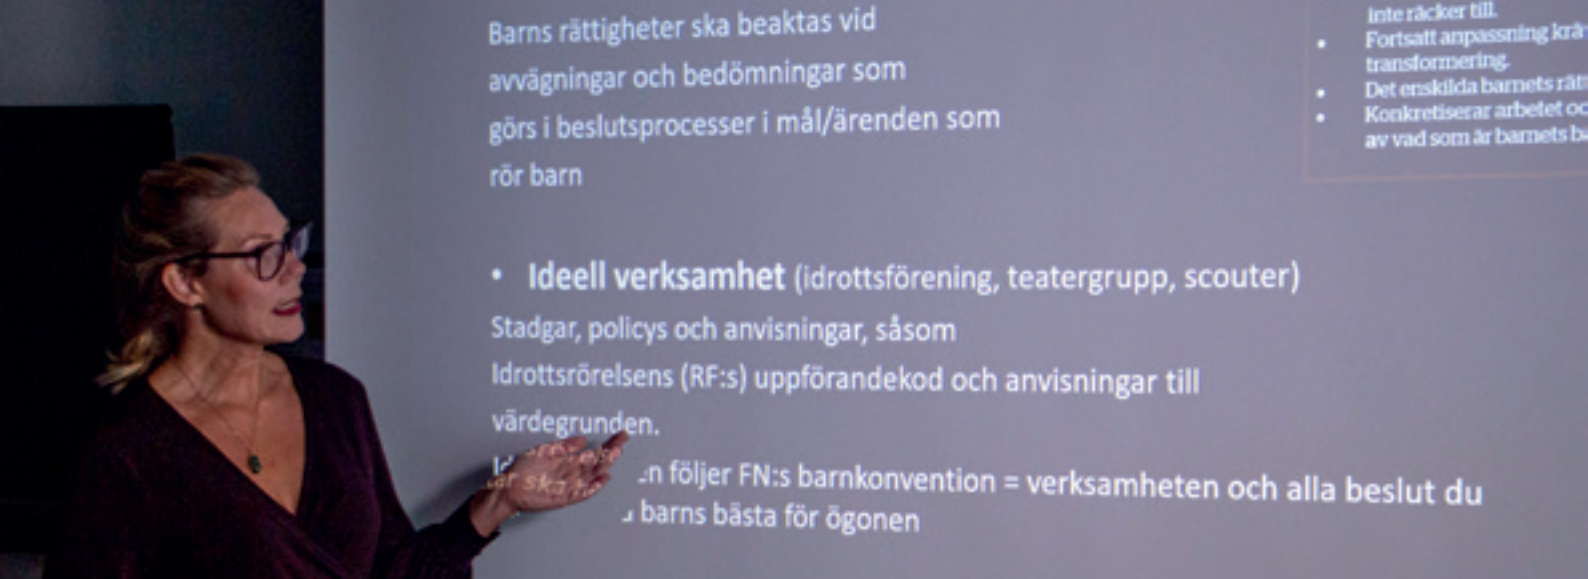 Barns rättigheter ska beaktas vid
avvägningar och bedömningar som
görs i beslutsprocesser i mål/ärenden som
rör barn
• Ideell verksamhet (idrottsförening, teatergrupp, scouter)
Stadgar, policys och anvisningar, såsom
Idrottsrörelsens (RF:s) uppförandekod och anvisningar till
värdegrunden.
följer FN:s barnkonvention = verksamheten och alla beslut du
barns bästa för ögonen
inte räcker till.
• Fortsatt anpassning krä
transformering.
• Det enskilda barnets rät
• Konkretiserar arbetet oc
av vad som är barnets b